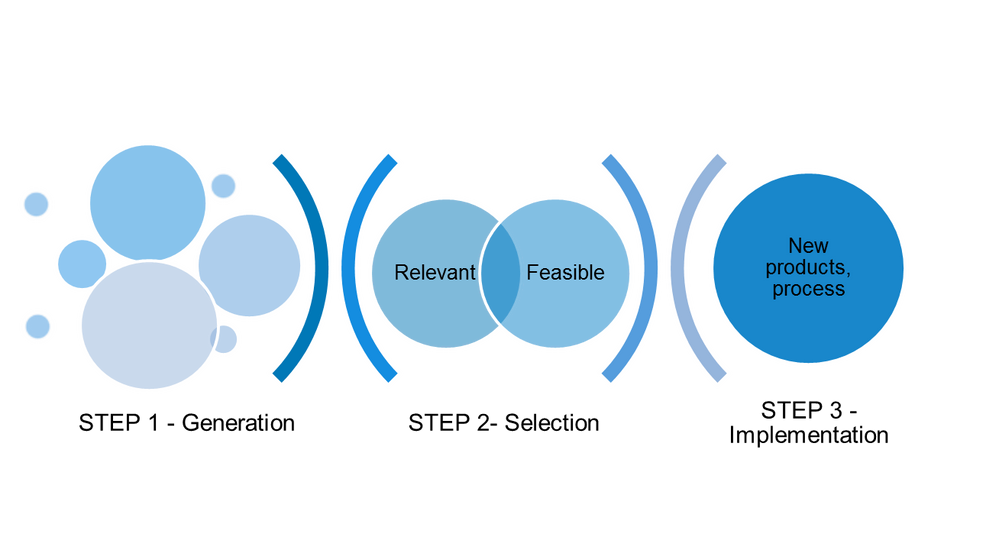 Relevant
Feasible
New
products,
process
STEP 1 - Generation
STEP 2- Selection
STEP 3 -
Implementation